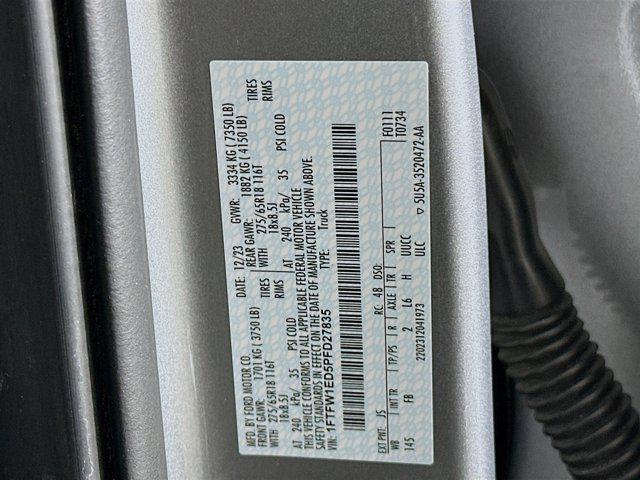 MFD. BY FORD MOTOR CO. DATE: 12/23 GVWR: 3334 KG ( 7350 LB)
FRONT GAWR: 1701 KG ( 3750 LB) REAR GAWR: 1882 KG ( 4150 LB)
WITH 275/65R18 116T TIRES WITH 275/65R18 116T TIRES
18x8.5J RIMS 18x8.5J RIMS
AT 240 kPa/ 35 PSI COLD AT 240 kPa/ 35 PSI COLD
THIS VEHICLE CONFORMS TO ALL APPLICABLE FEDERAL MOTOR VEHICLE
SAFETY STANDARDS IN EFFECT ON THE DATE OF MANUFACTURE SHOWN ABOVE.
VIN: 1FTFW1ED5PFD27835 TYPE: Truck
F0111
T0734
EXT PNT: JS RC: 48 DSO:
WB INT TR TP/PS R AXLE TR SPR
145 FB 2 L6 H UUCC
2202312041973 ULC ▽ 5U5A-3520472-AA